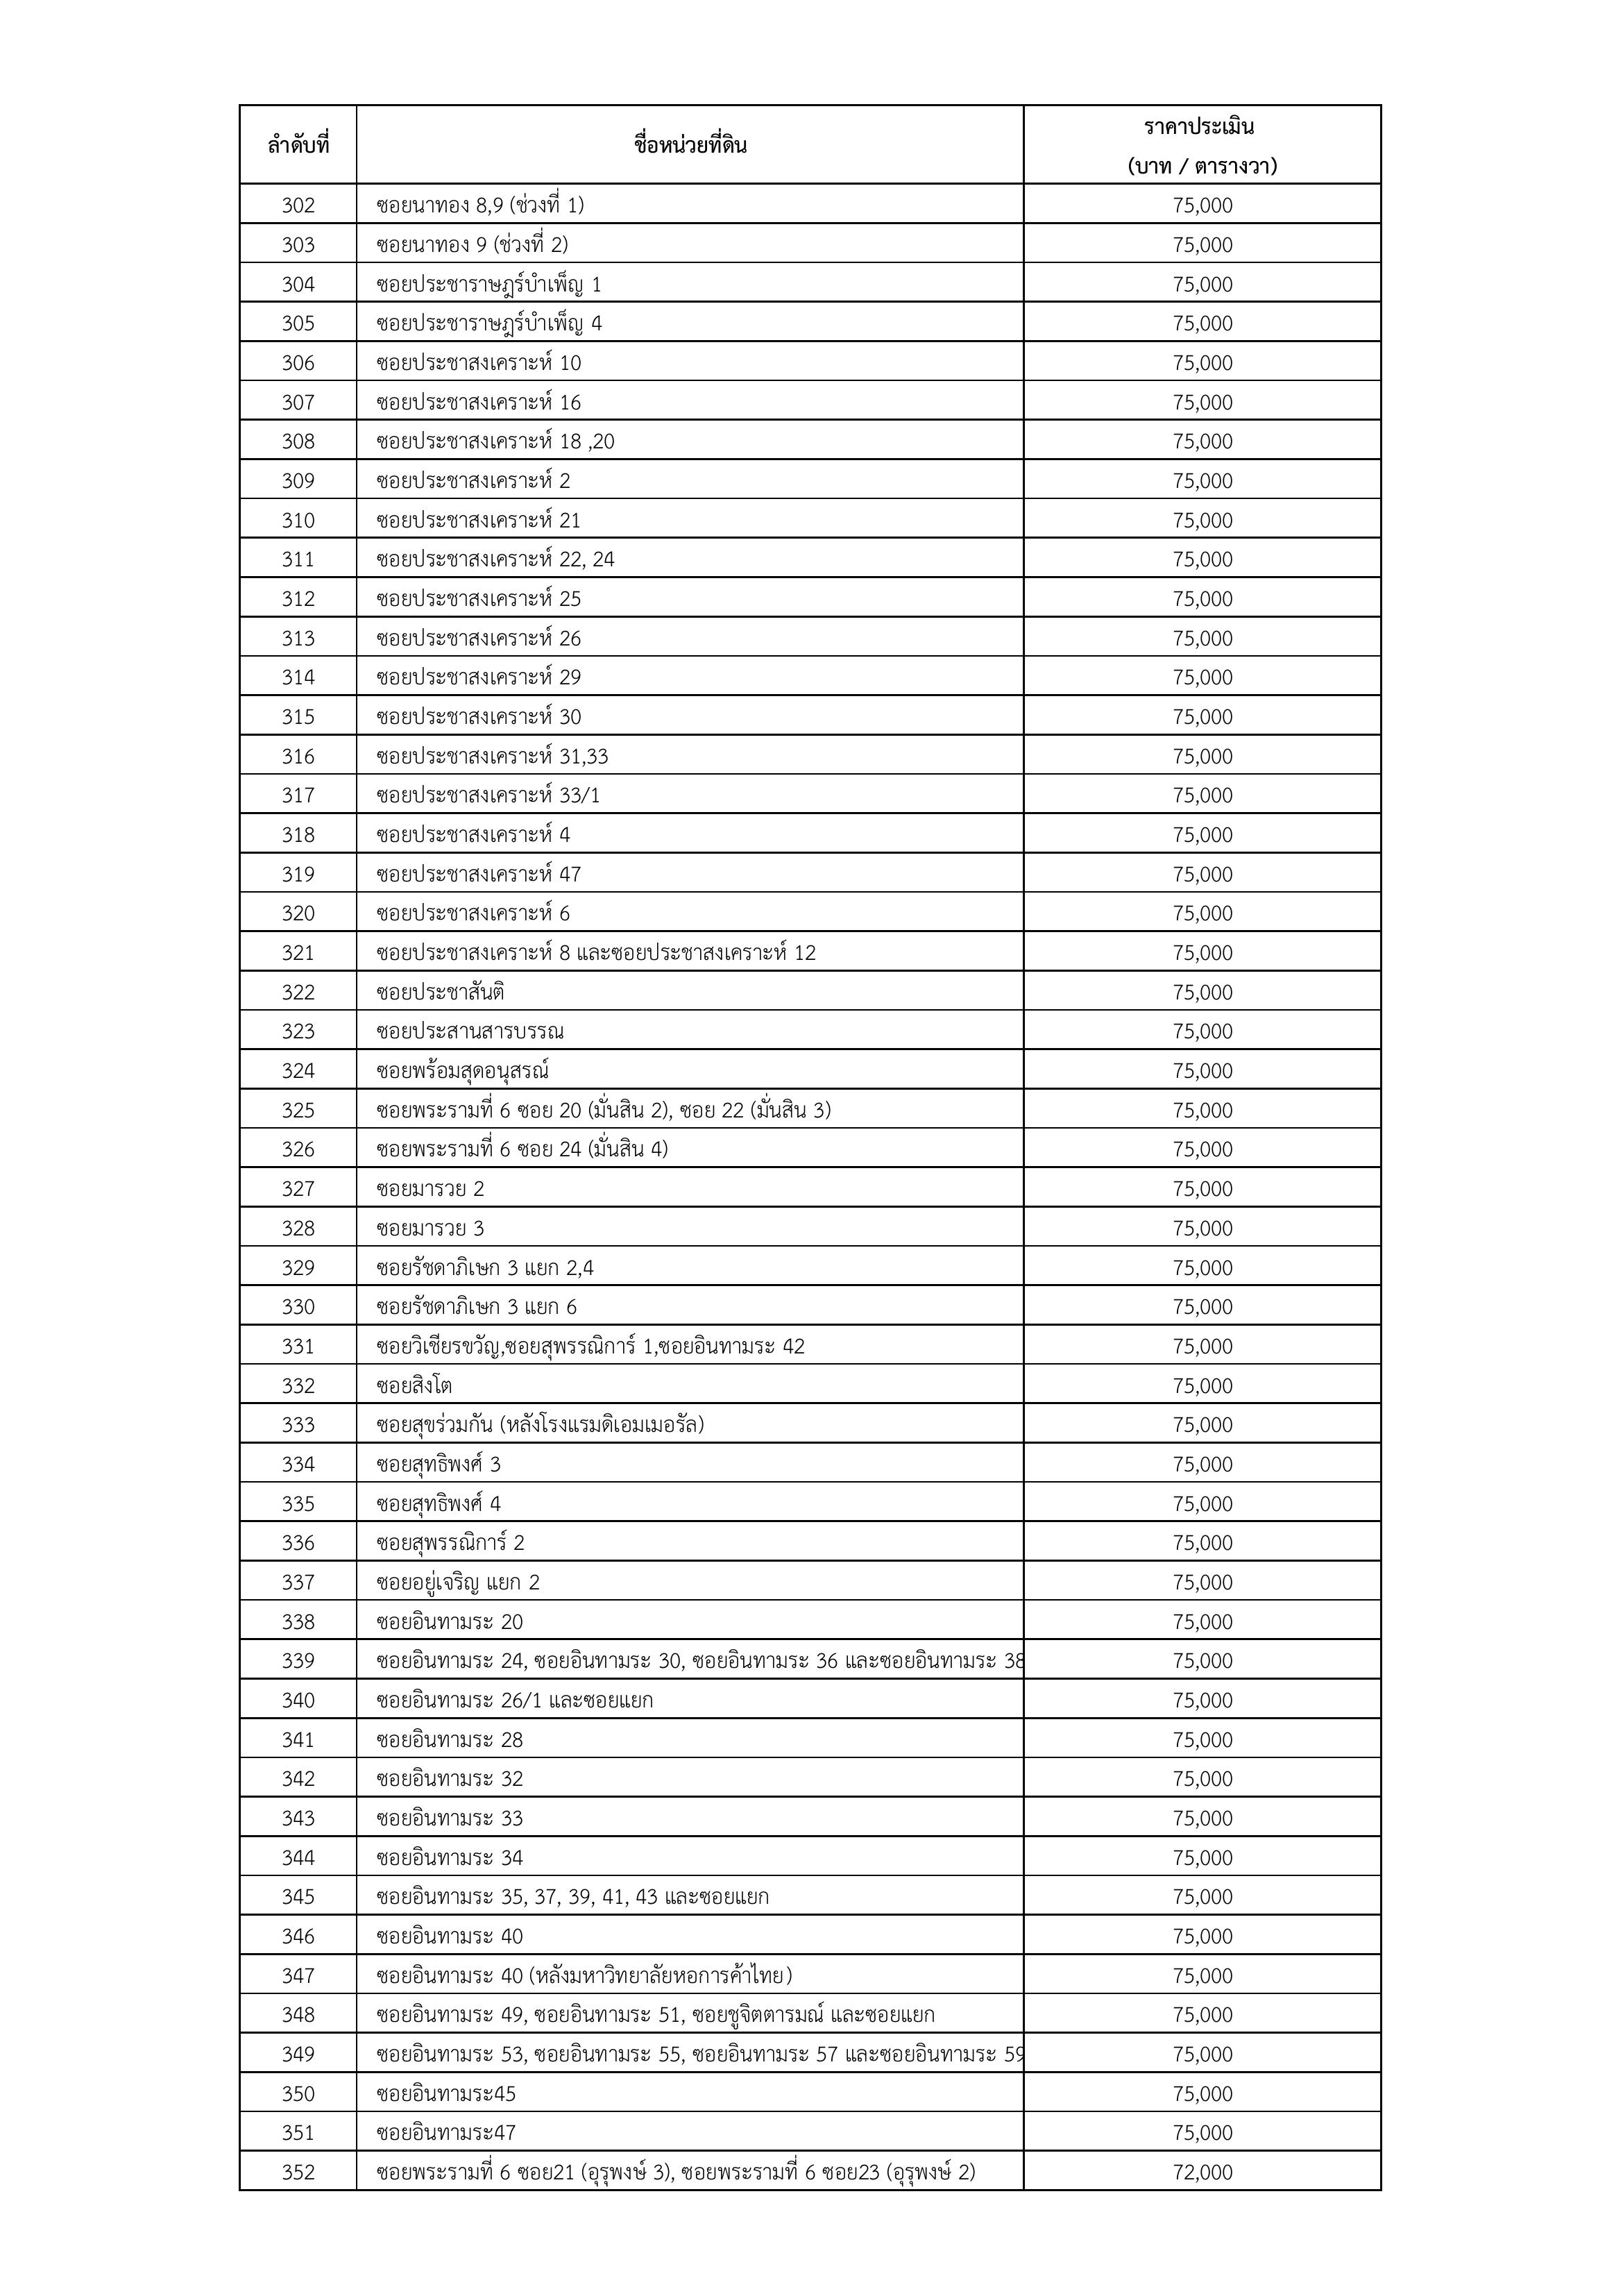 ลำดับที่ ชื่อหน่วยที่ดิน ราคาประเมิน
(บาท / ตารางวา)
302 ซอยนาทอง 8,9 (ช่วงที่ 1) 75,000
303 ซอยนาทอง 9 (ช่วงที่ 2) 75,000
304 ซอยประชาราษฎร์บำเพ็ญ 1 75,000
305 ซอยประชาราษฎร์บำเพ็ญ 4 75,000
306 ซอยประชาสงเคราะห์ 10 75,000
307 ซอยประชาสงเคราะห์ 16 75,000
308 ซอยประชาสงเคราะห์ 18 ,20 75,000
309 ซอยประชาสงเคราะห์ 2 75,000
310 ซอยประชาสงเคราะห์ 21 75,000
311 ซอยประชาสงเคราะห์ 22, 24 75,000
312 ซอยประชาสงเคราะห์ 25 75,000
313 ซอยประชาสงเคราะห์ 26 75,000
314 ซอยประชาสงเคราะห์ 29 75,000
315 ซอยประชาสงเคราะห์ 30 75,000
316 ซอยประชาสงเคราะห์ 31,33 75,000
317 ซอยประชาสงเคราะห์ 33/1 75,000
318 ซอยประชาสงเคราะห์ 4 75,000
319 ซอยประชาสงเคราะห์ 47 75,000
320 ซอยประชาสงเคราะห์ 6 75,000
321 ซอยประชาสงเคราะห์ 8 และซอยประชาสงเคราะห์ 12 75,000
322 ซอยประชาสันติ 75,000
323 ซอยประสานสารบรรณ 75,000
324 ซอยพร้อมสุดอนุสรณ์ 75,000
325 ซอยพระรามที่ 6 ซอย 20 (มั่นสิน 2), ซอย 22 (มั่นสิน 3) 75,000
326 ซอยพระรามที่ 6 ซอย 24 (มั่นสิน 4) 75,000
327 ซอยมารวย 2 75,000
328 ซอยมารวย 3 75,000
329 ซอยรัชดาภิเษก 3 แยก 2,4 75,000
330 ซอยรัชดาภิเษก 3 แยก 6 75,000
331 ซอยวิเชียรขวัญ,ซอยสุพรรณิการ์ 1,ซอยอินทามระ 42 75,000
332 ซอยสิงโต 75,000
333 ซอยสุขร่วมกัน (หลังโรงแรมดิเอมเมอรัล) 75,000
334 ซอยสุทธิพงศ์ 3 75,000
335 ซอยสุทธิพงศ์ 4 75,000
336 ซอยสุพรรณิการ์ 2 75,000
337 ซอยอยู่เจริญ แยก 2 75,000
338 ซอยอินทามระ 20 75,000
339 ซอยอินทามระ 24, ซอยอินทามระ 30, ซอยอินทามระ 36 และซอยอินทามระ 38 75,000
340 ซอยอินทามระ 26/1 และซอยแยก 75,000
341 ซอยอินทามระ 28 75,000
342 ซอยอินทามระ 32 75,000
343 ซอยอินทามระ 33 75,000
344 ซอยอินทามระ 34 75,000
345 ซอยอินทามระ 35, 37, 39, 41, 43 และซอยแยก 75,000
346 ซอยอินทามระ 40 75,000
347 ซอยอินทามระ 40 (หลังมหาวิทยาลัยหอการค้าไทย) 75,000
348 ซอยอินทามระ 49, ซอยอินทามระ 51, ซอยชูจิตตารมณ์ และซอยแยก 75,000
349 ซอยอินทามระ 53, ซอยอินทามระ 55, ซอยอินทามระ 57 และซอยอินทามระ 59 75,000
350 ซอยอินทามระ45 75,000
351 ซอยอินทามระ47 75,000
352 ซอยพระรามที่ 6 ซอย21 (อุรุพงษ์ 3), ซอยพระรามที่ 6 ซอย23 (อุรุพงษ์ 2) 72,000